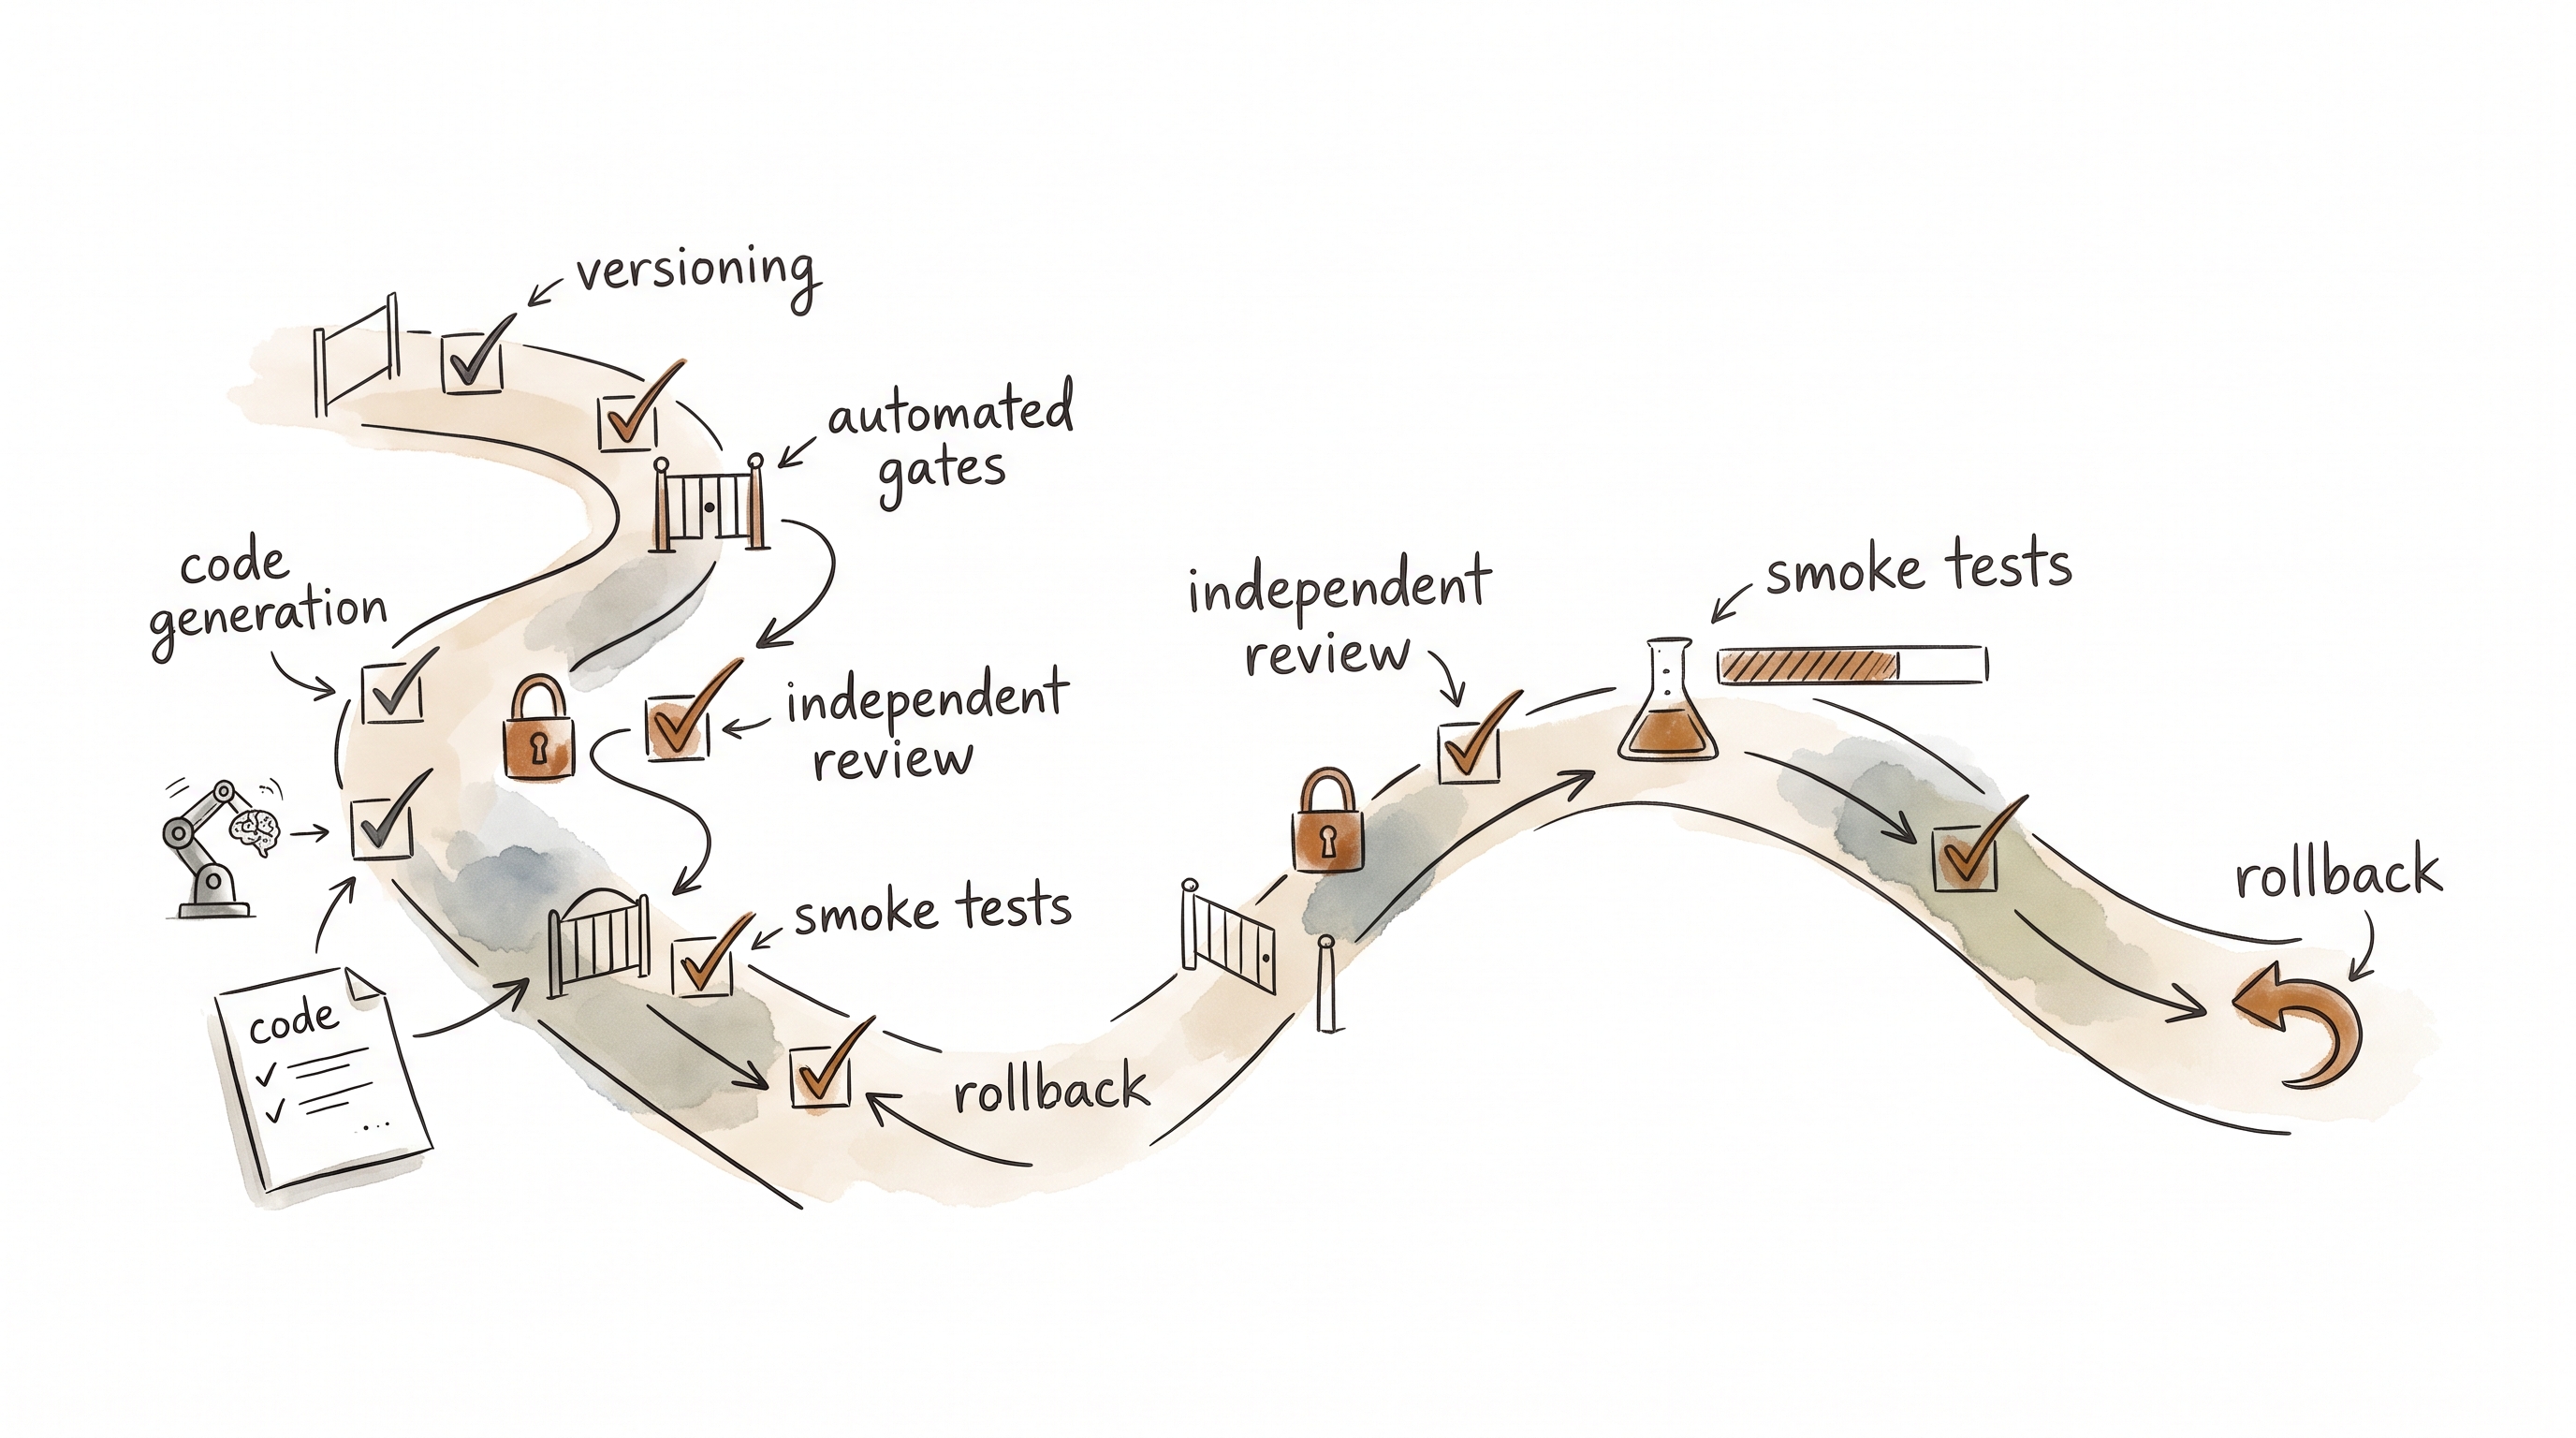 versioning
automated
gates
code
generation
independent
review
code
smoke tests
rollback
independent
review
smoke tests
rollback